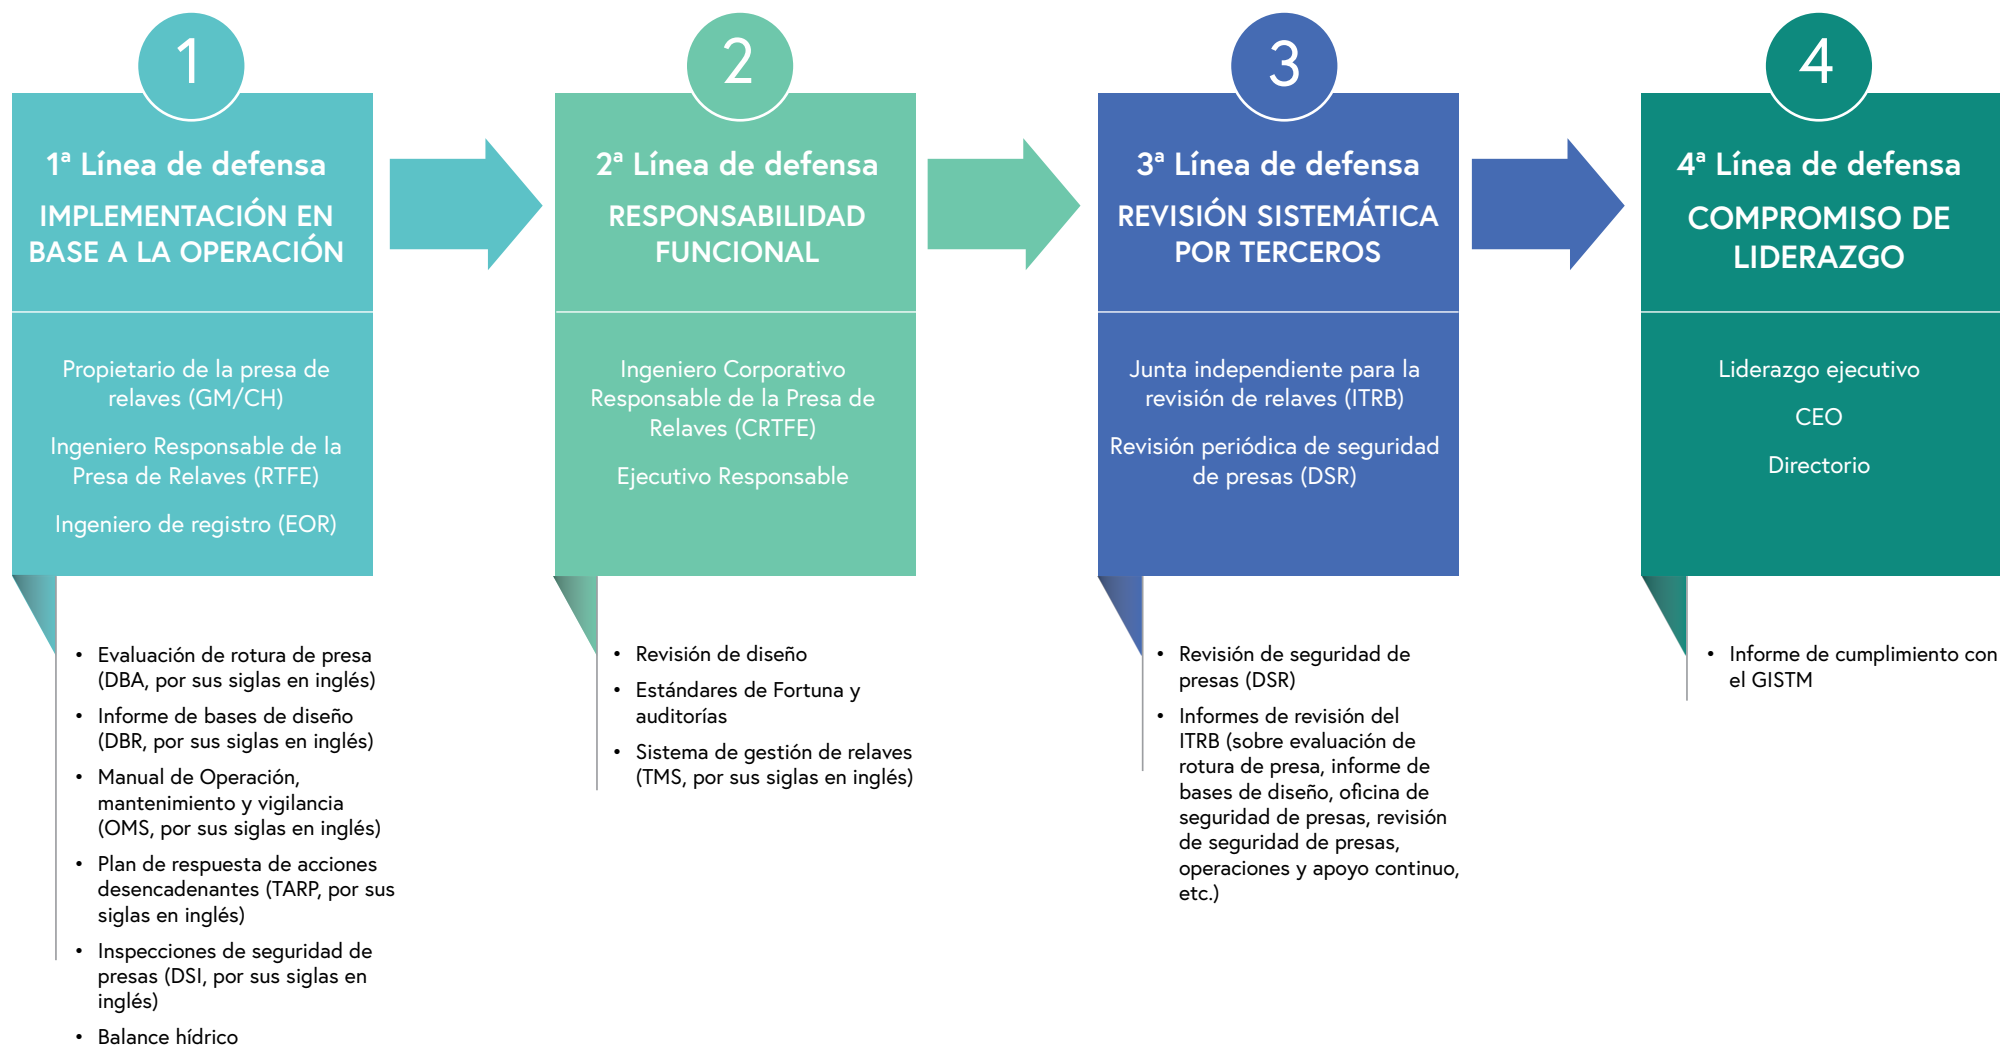 1
1ª Línea de defensa
IMPLEMENTACIÓN EN
BASE A LA OPERACIÓN
Propietario de la presa de
relaves (GM/CH)
Ingeniero Responsable de la
Presa de Relaves (RTFE)
Ingeniero de registro (EOR)
• Evaluación de rotura de presa
(DBA, por sus siglas en inglés)
• Informe de bases de diseño
(DBR, por sus siglas en inglés)
• Manual de Operación,
mantenimiento y vigilancia
(OMS, por sus siglas en inglés)
• Plan de respuesta de acciones
desencadenantes (TARP, por sus
siglas en inglés)
• Inspecciones de seguridad de
presas (DSI, por sus siglas en
inglés)
• Balance hídrico
2
2ª Línea de defensa
RESPONSABILIDAD
FUNCIONAL
Ingeniero Corporativo
Responsable de la Presa de
Relaves (CRTFE)
Ejecutivo Responsable
• Revisión de diseño
• Estándares de Fortuna y
auditorías
• Sistema de gestión de relaves
(TMS, por sus siglas en inglés)
3
3ª Línea de defensa
REVISIÓN SISTEMÁTICA
POR TERCEROS
Junta independiente para la
revisión de relaves (ITRB)
Revisión periódica de seguridad
de presas (DSR)
• Revisión de seguridad de
presas (DSR)
• Informes de revisión del
ITRB (sobre evaluación de
rotura de presa, informe de
bases de diseño, oficina de
seguridad de presas, revisión
de seguridad de presas,
operaciones y apoyo continuo,
etc.)
4
4ª Línea de defensa
COMPROMISO DE
LIDERAZGO
Liderazgo ejecutivo
CEO
Directorio
• Informe de cumplimiento con
el GISTM